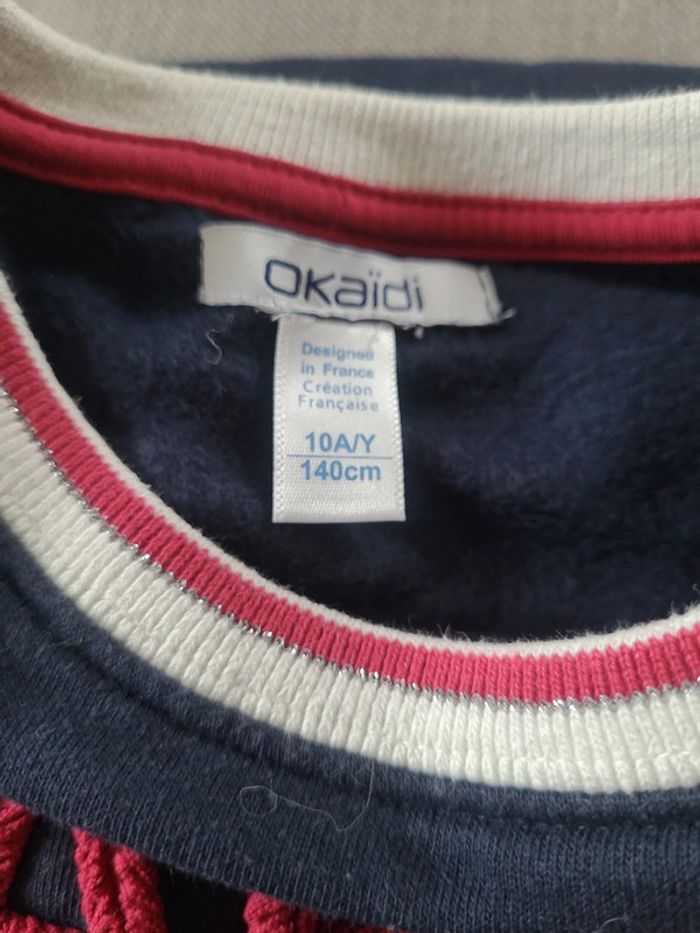 Okaïdi
Designed
in France
Création
Française
10A/Y
140cm